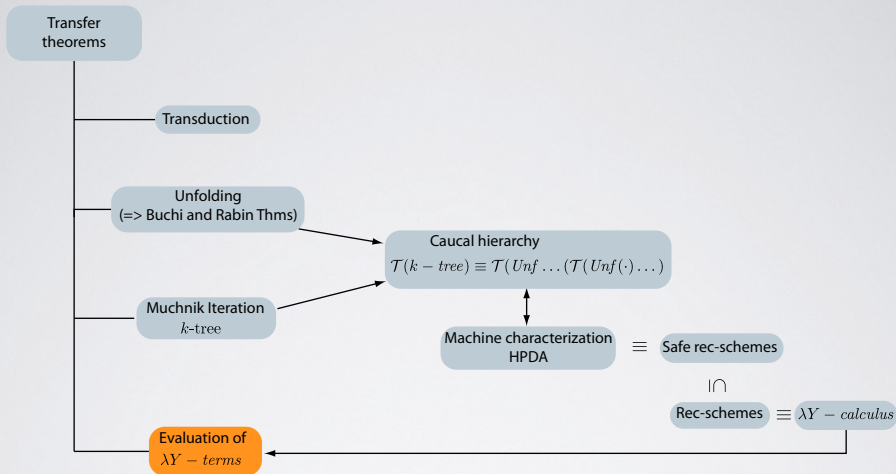 Transfer
theorems
Transduction
Unfolding
(=> Buchi and Rabin Thms)
Caucal hierarchy
𝒯(k − tree) ≡ 𝒯(Unf … (𝒯(Unf(·) …)
Muchnik Iteration
k-tree
Machine characterization
HPDA
≡
Safe rec-schemes
I∩
Rec-schemes ≡ λY − calculus
Evaluation of
λY − terms